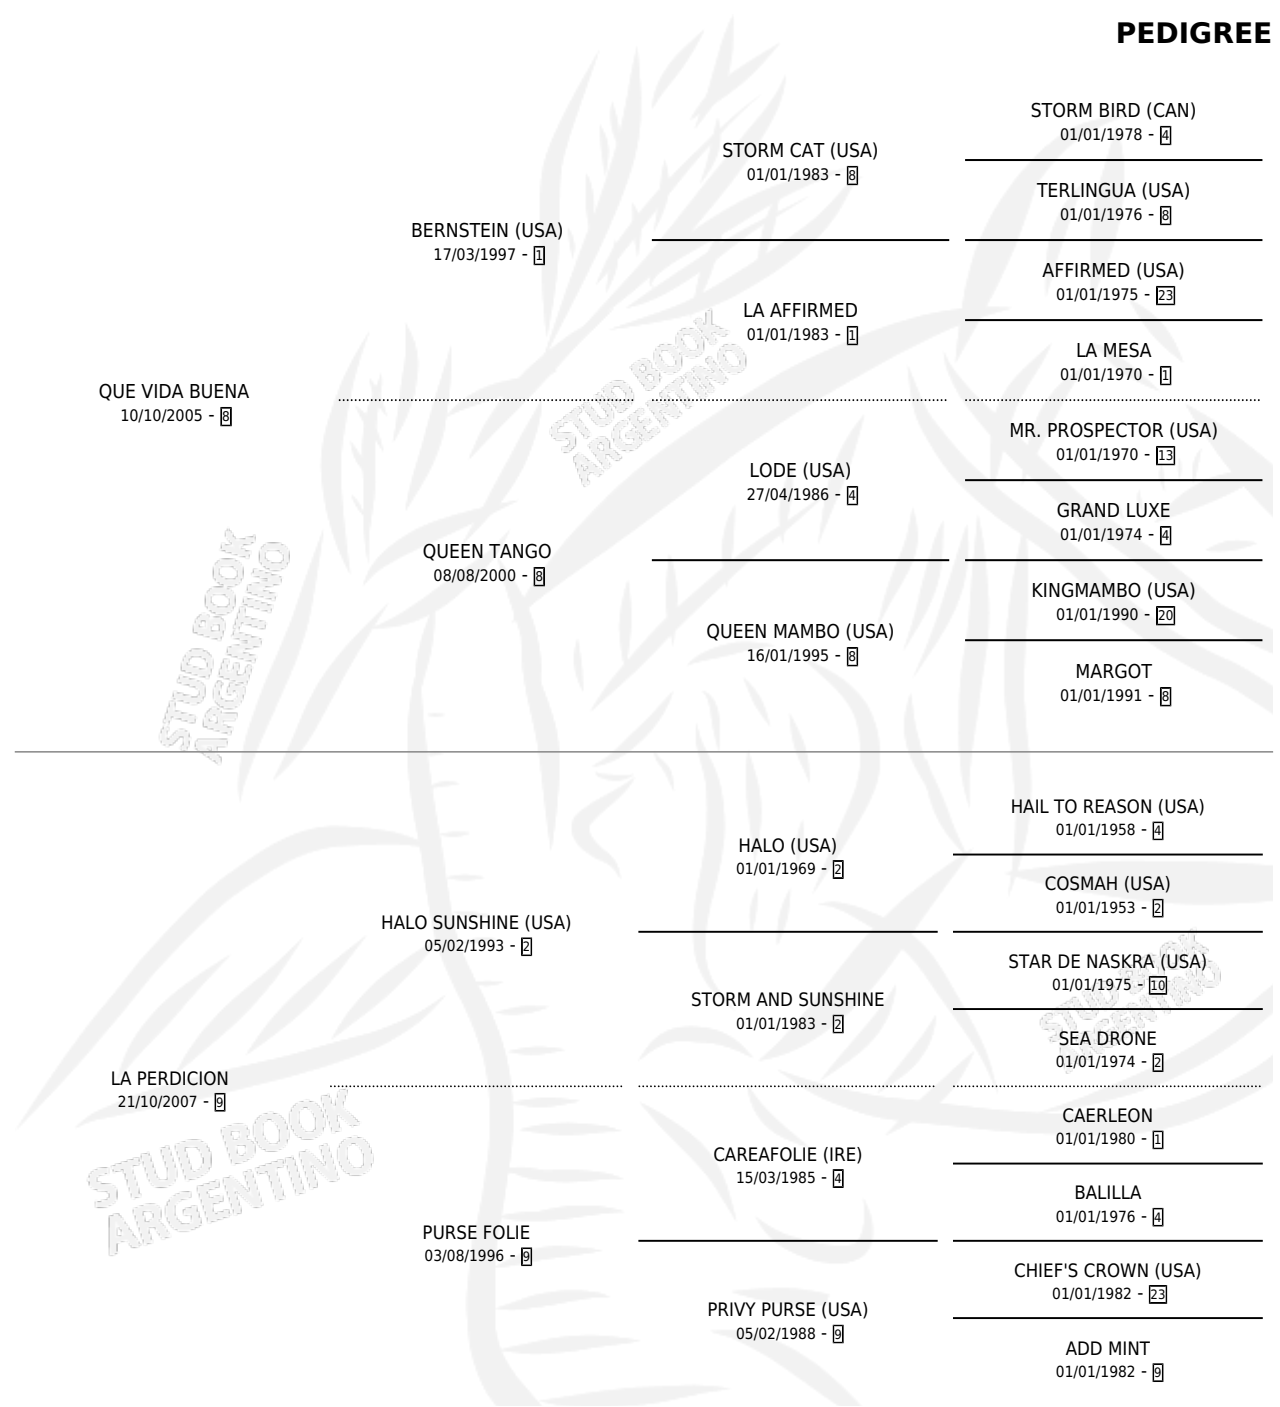 PEDIGREE
STORM BIRD (CAN)
01/01/1978 - 4
STORM CAT (USA)
01/01/1983 - 8
TERLINGUA (USA)
01/01/1976 - 8
BERNSTEIN (USA)
17/03/1997 - 1
AFFIRMED (USA)
01/01/1975 - 23
LA AFFIRMED
01/01/1983 - 1
LA MESA
01/01/1970 - 1
QUE VIDA BUENA
10/10/2005 - 8
MR. PROSPECTOR (USA)
01/01/1970 - 13
LODE (USA)
27/04/1986 - 4
GRAND LUXE
01/01/1974 - 4
QUEEN TANGO
08/08/2000 - 8
KINGMAMBO (USA)
01/01/1990 - 20
QUEEN MAMBO (USA)
16/01/1995 - 8
MARGOT
01/01/1991 - 8
HAIL TO REASON (USA)
01/01/1958 - 4
HALO (USA)
01/01/1969 - 2
COSMAH (USA)
01/01/1953 - 2
HALO SUNSHINE (USA)
05/02/1993 - 2
STAR DE NASKRA (USA)
01/01/1975 - 10
STORM AND SUNSHINE
01/01/1983 - 2
SEA DRONE
01/01/1974 - 2
LA PERDICION
21/10/2007 - 9
CAERLEON
01/01/1980 - 1
CAREAFOLIE (IRE)
15/03/1985 - 4
BALILLA
01/01/1976 - 4
PURSE FOLIE
03/08/1996 - 9
CHIEF'S CROWN (USA)
01/01/1982 - 23
PRIVY PURSE (USA)
05/02/1988 - 9
ADD MINT
01/01/1982 - 9
STUD BOOK
ARGENTINO
STUD BOOK
ARGENTINO
STUD BOOK
ARGENTINO
STUD BOOK
ARGENTINO